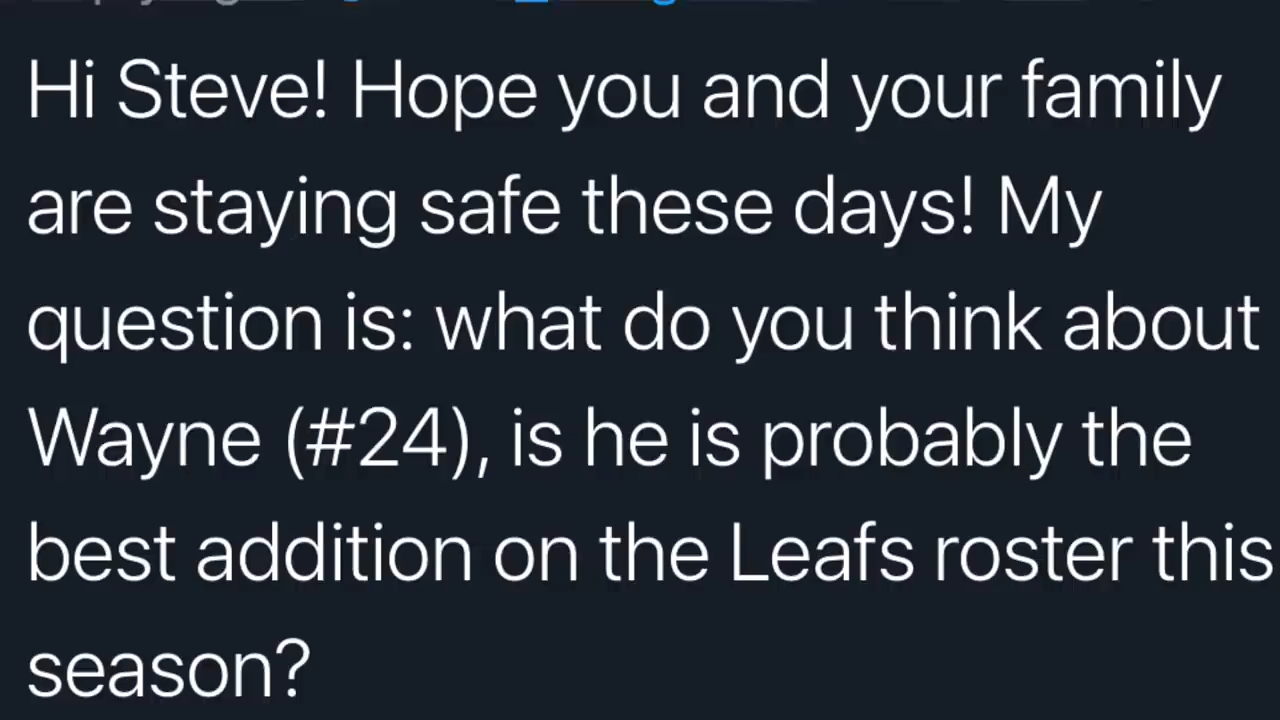 Hi Steve! Hope you and your family
are staying safe these days! My
question is: what do you think about
Wayne (#24), is he is probably the
best addition on the Leafs roster this
season?